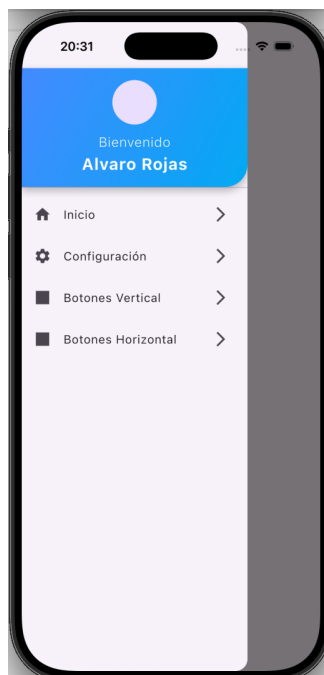 20:31
Bienvenido
Alvaro Rojas
Inicio
Configuración
Botones Vertical
Botones Horizontal